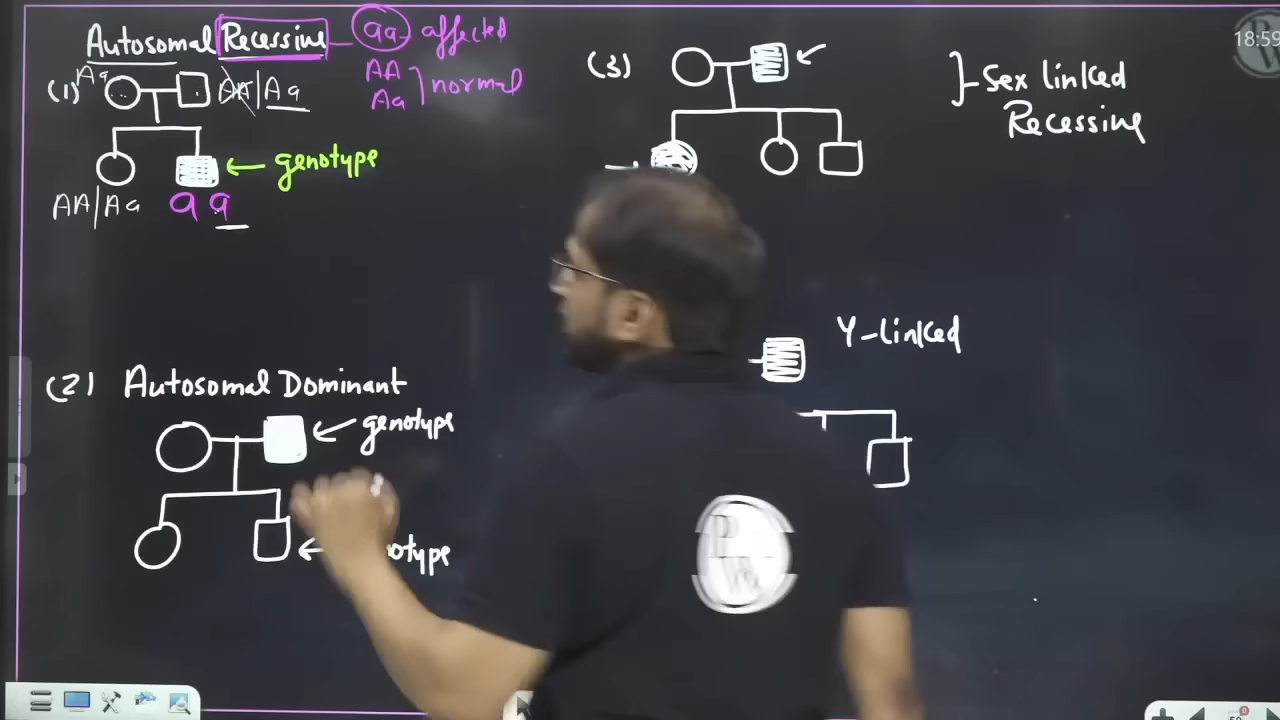 Autosomal Recessive aa affected
AA
Aa
normal
(1) Aa AA | Aa
genotype
AA | Aa aa
(2) Autosomal Dominant
genotype
otype
(3)
Sex linked
Recessive
Y-linked
18:59
PW